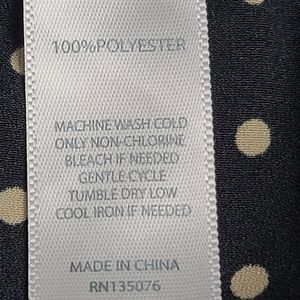 100%POLYESTER
MACHINE WASH COLD
ONLY NON-CHLORINE
BLEACH IF NEEDED
GENTLE CYCLE
TUMBLE DRY LOW
COOL IRON IF NEEDED
MADE IN CHINA
RN135076